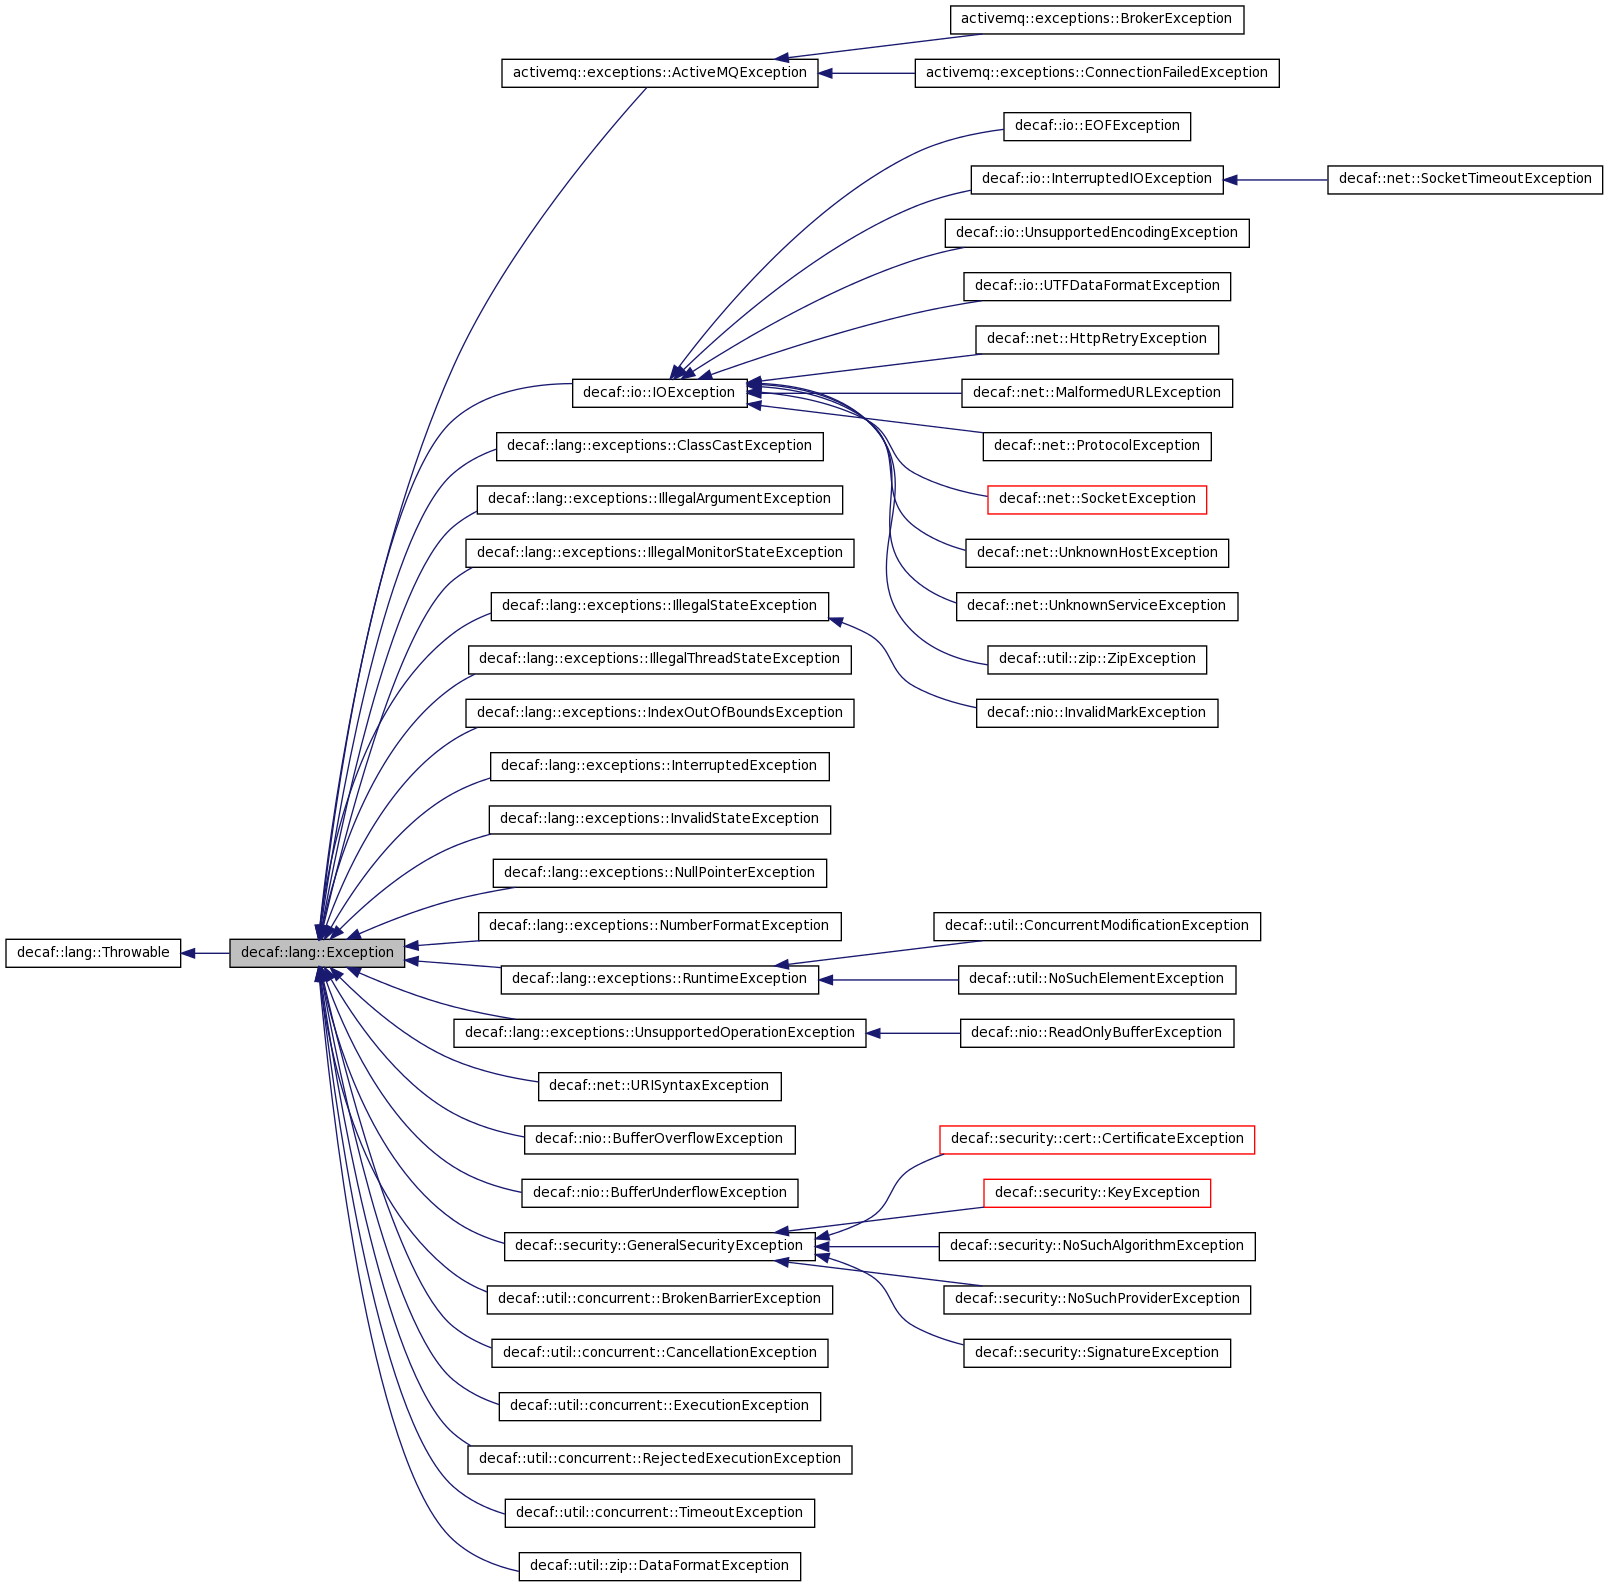 activemq::exceptions::BrokerException
activemq::exceptions::ActiveMQException
activemq::exceptions::ConnectionFailedException
decaf::io::EOFException
decaf::io::InterruptedIOException
decaf::net::SocketTimeoutException
decaf::io::UnsupportedEncodingException
decaf::io::UTFDataFormatException
decaf::net::HttpRetryException
decaf::io::IOException
decaf::net::MalformedURLException
decaf::lang::exceptions::ClassCastException
decaf::net::ProtocolException
decaf::lang::exceptions::IllegalArgumentException
decaf::net::SocketException
decaf::lang::exceptions::IllegalMonitorStateException
decaf::net::UnknownHostException
decaf::lang::exceptions::IllegalStateException
decaf::net::UnknownServiceException
decaf::lang::exceptions::IllegalThreadStateException
decaf::util::zip::ZipException
decaf::lang::exceptions::IndexOutOfBoundsException
decaf::nio::InvalidMarkException
decaf::lang::exceptions::InterruptedException
decaf::lang::exceptions::InvalidStateException
decaf::lang::exceptions::NullPointerException
decaf::lang::exceptions::NumberFormatException
decaf::util::ConcurrentModificationException
decaf::lang::Throwable
decaf::lang::Exception
decaf::lang::exceptions::RuntimeException
decaf::util::NoSuchElementException
decaf::lang::exceptions::UnsupportedOperationException
decaf::nio::ReadOnlyBufferException
decaf::net::URISyntaxException
decaf::nio::BufferOverflowException
decaf::security::cert::CertificateException
decaf::nio::BufferUnderflowException
decaf::security::KeyException
decaf::security::GeneralSecurityException
decaf::security::NoSuchAlgorithmException
decaf::util::concurrent::BrokenBarrierException
decaf::security::NoSuchProviderException
decaf::util::concurrent::CancellationException
decaf::security::SignatureException
decaf::util::concurrent::ExecutionException
decaf::util::concurrent::RejectedExecutionException
decaf::util::concurrent::TimeoutException
decaf::util::zip::DataFormatException